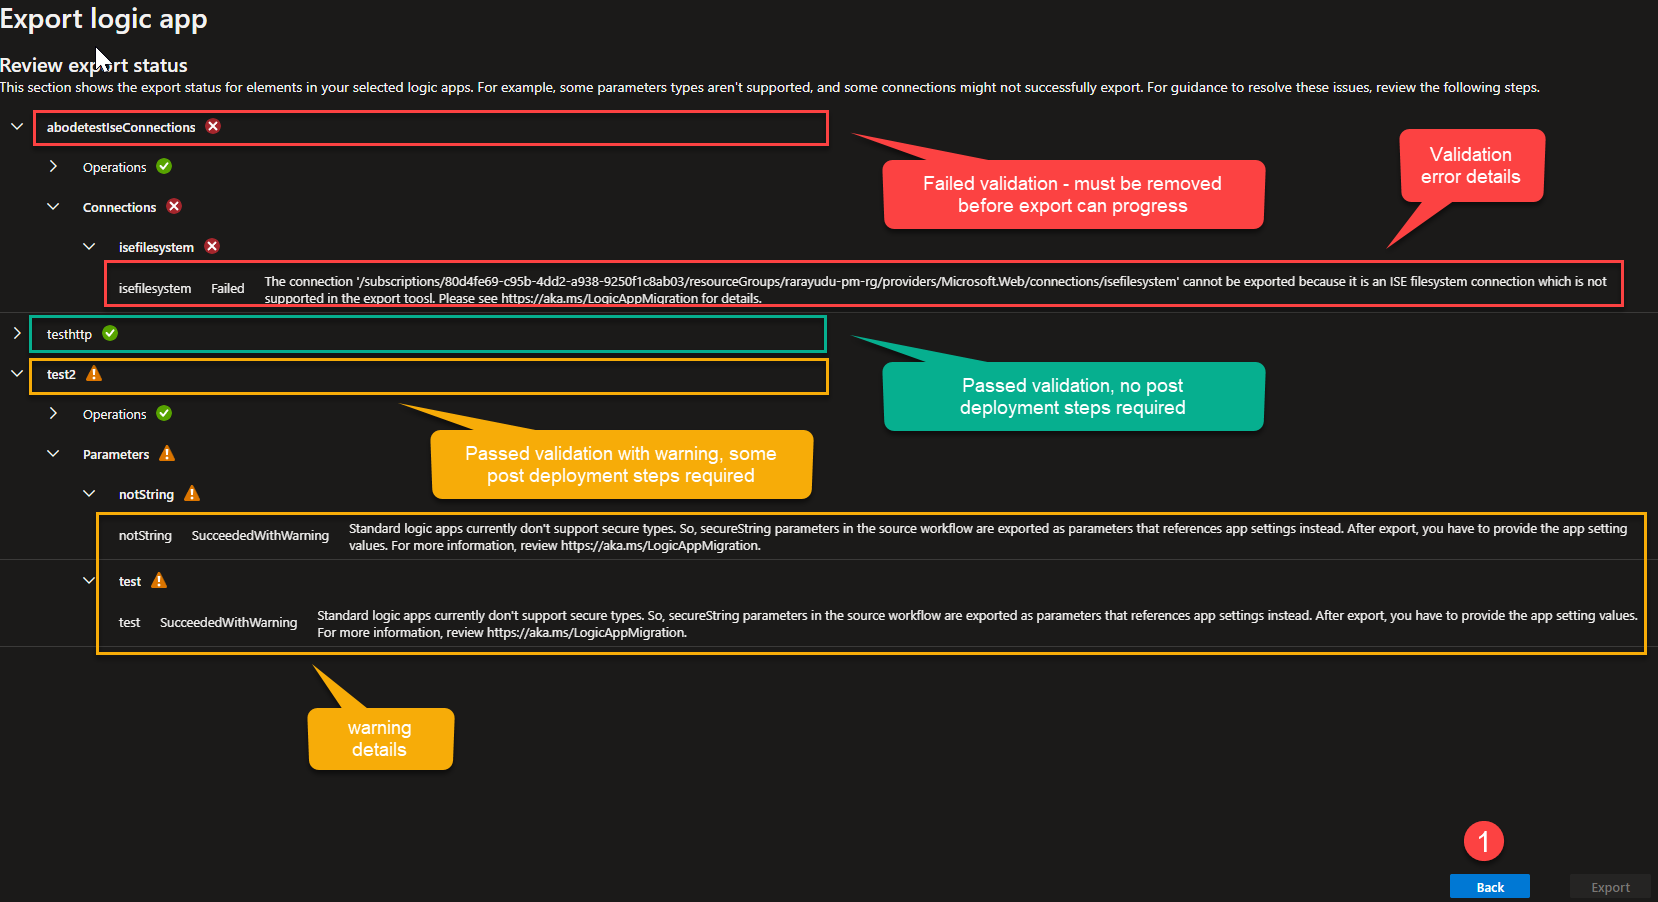 Export logic app
Review export status
This section shows the export status for elements in your selected logic apps. For example, some parameters types aren't supported, and some connections might not successfully export. For guidance to resolve these issues, review the following steps.
abodetestIseConnections
Failed validation - must be removed
before export can progress
Validation
error details
Operations
Connections
isefilesystem
isefilesystem Failed The connection '/subscriptions/80d4fe69-c95b-4dd2-a938-9250f1c8ab03/resourceGroups/rarayudu-pm-rg/providers/Microsoft.Web/connections/isefilesystem' cannot be exported because it is an ISE filesystem connection which is not
supported in the export toosl. Please see https://aka.ms/LogicAppMigration for details.
testhttp
Passed validation, no post
deployment steps required
test2
Passed validation with warning, some
post deployment steps required
Operations
Parameters
notString
notString SucceededWithWarning Standard logic apps currently don't support secure types. So, secureString parameters in the source workflow are exported as parameters that references app settings instead. After export, you have to provide the app setting
values. For more information, review https://aka.ms/LogicAppMigration.
test
test SucceededWithWarning Standard logic apps currently don't support secure types. So, secureString parameters in the source workflow are exported as parameters that references app settings instead. After export, you have to provide the app setting values.
For more information, review https://aka.ms/LogicAppMigration.
warning
details
1
Back Export